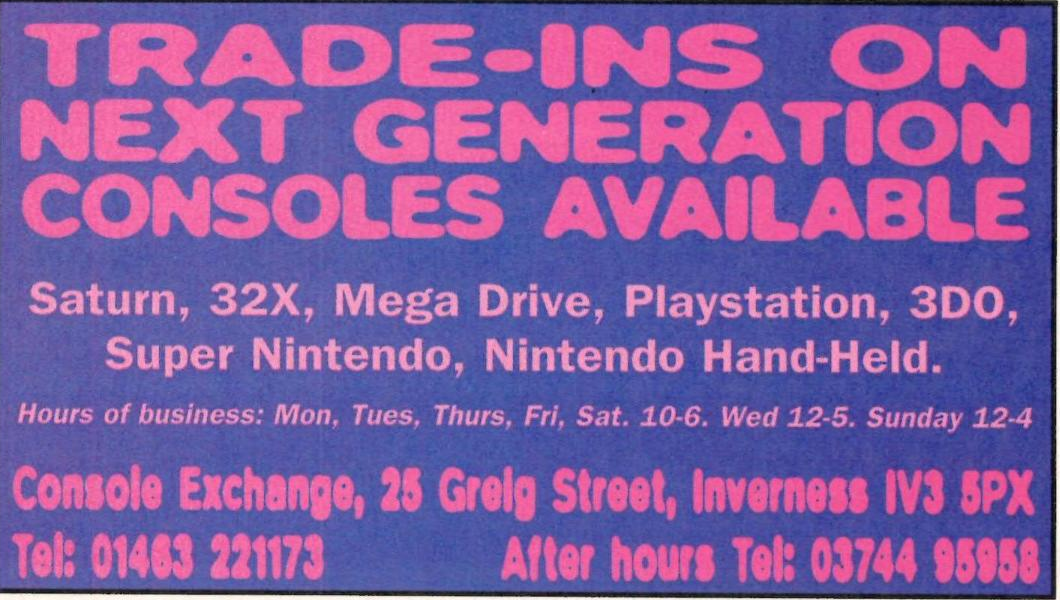 TRADE-INS ON
NEXT GENERATION
CONSOLES AVAILABLE
Saturn, 32X, Mega Drive, Playstation, 3DO,
Super Nintendo, Nintendo Hand-Held.
Hours of business: Mon, Tues, Thurs, Fri, Sat. 10-6. Wed 12-5. Sunday 12-4
Console Exchange, 25 Greig Street, Inverness IV3 5PX
Tel: 01463 221173 After hours Tel: 03744 95958